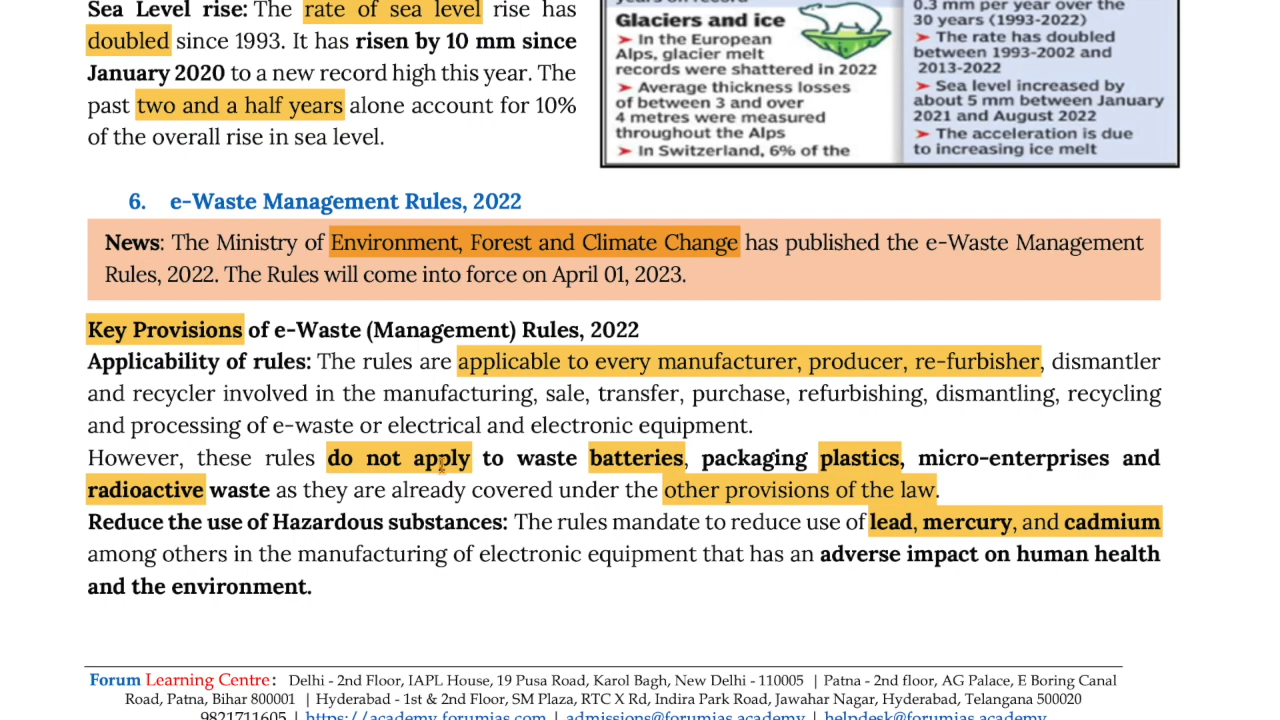 Sea Level rise: The rate of sea level rise has
doubled since 1993. It has risen by 10 mm since
January 2020 to a new record high this year. The
past two and a half years alone account for 10%
of the overall rise in sea level.
Glaciers and ice
➤ In the European
Alps, glacier melt
records were shattered in 2022
➤ Average thickness losses
of between 3 and over
4 metres were measured
throughout the Alps
➤ In Switzerland, 6% of the
0.3 mm per year over the
30 years (1993-2022)
➤ The rate has doubled
between 1993-2002 and
2013-2022
➤ Sea level increased by
about 5 mm between January
2021 and August 2022
➤ The acceleration is due
to increasing ice melt
6. e-Waste Management Rules, 2022
News: The Ministry of Environment, Forest and Climate Change has published the e-Waste Management
Rules, 2022. The Rules will come into force on April 01, 2023.
Key Provisions of e-Waste (Management) Rules, 2022
Applicability of rules: The rules are applicable to every manufacturer, producer, re-furbisher, dismantler
and recycler involved in the manufacturing, sale, transfer, purchase, refurbishing, dismantling, recycling
and processing of e-waste or electrical and electronic equipment.
However, these rules do not apply to waste batteries, packaging plastics, micro-enterprises and
radioactive waste as they are already covered under the other provisions of the law.
Reduce the use of Hazardous substances: The rules mandate to reduce use of lead, mercury, and cadmium
among others in the manufacturing of electronic equipment that has an adverse impact on human health
and the environment.
Forum Learning Centre: Delhi - 2nd Floor, IAPL House, 19 Pusa Road, Karol Bagh, New Delhi - 110005 | Patna - 2nd floor, AG Palace, E Boring Canal
Road, Patna, Bihar 800001 | Hyderabad - 1st & 2nd Floor, SM Plaza, RTC X Rd, Indira Park Road, Jawahar Nagar, Hyderabad, Telangana 500020
9821711605 | https://academy.forumias.com | admissions@forumias.academy | helpdesk@forumias.academy